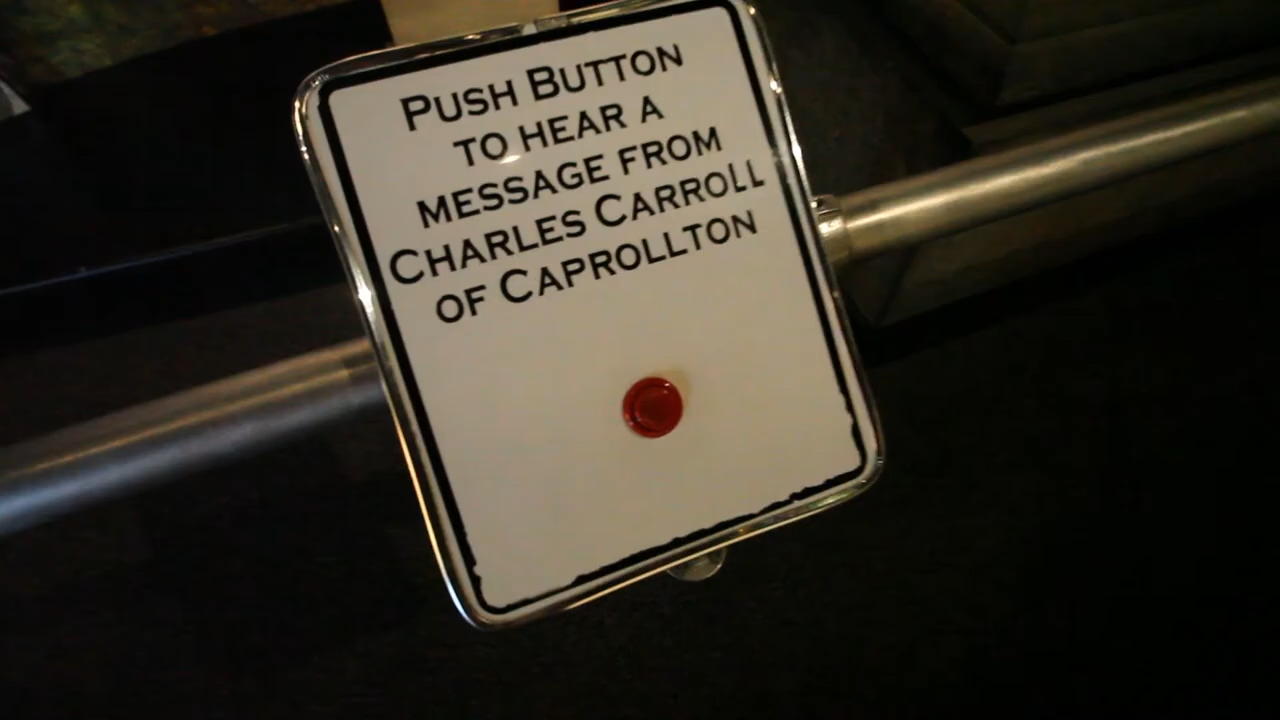 PUSH BUTTON
TO HEAR A
MESSAGE FROM
CHARLES CARROLL
OF CAPROLLTON